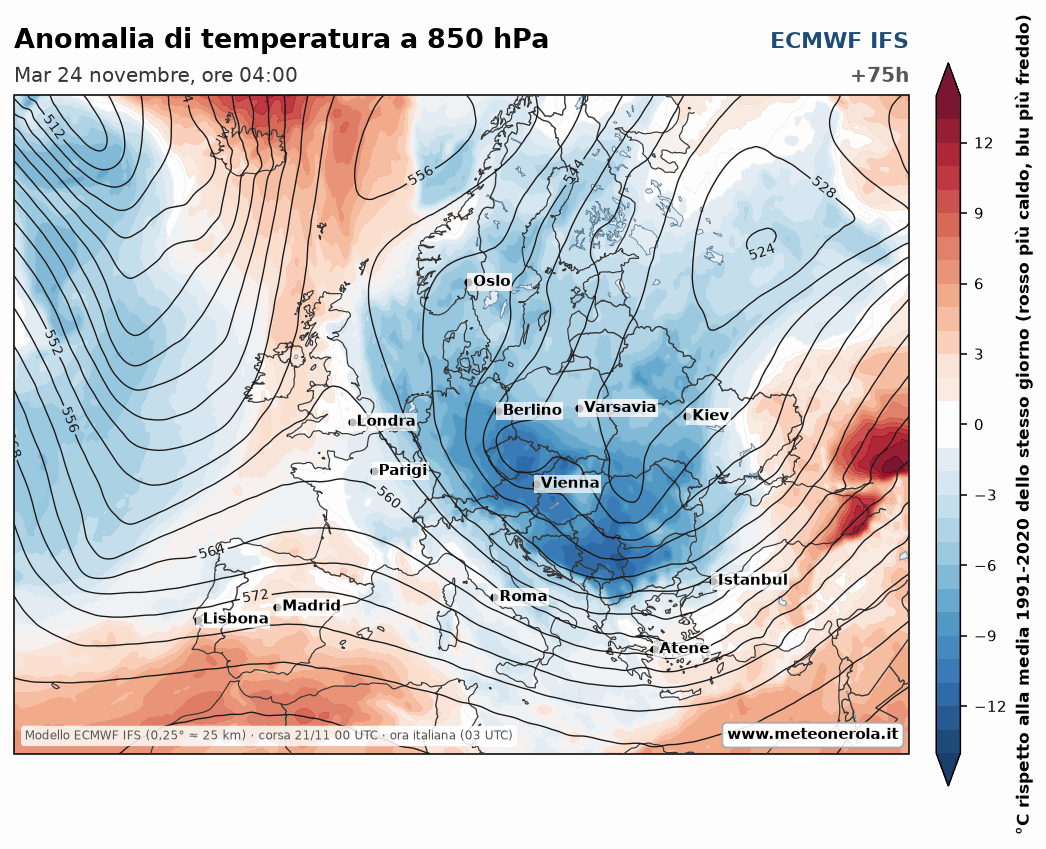 Anomalia di temperatura a 850 hPa
ECMWF IFS
Mar 24 novembre, ore 04:00
+75h
512
556
544
528
524
552
556
560
564
572
Oslo
Berlino
Varsavia
Kiev
Londra
Parigi
Vienna
Istanbul
Roma
Madrid
Lisbona
Atene
Modello ECMWF IFS (0,25° ≈ 25 km) · corsa 21/11 00 UTC · ora italiana (03 UTC)
www.meteonerola.it
12
9
6
3
0
−3
−6
−9
−12
°C rispetto alla media 1991-2020 dello stesso giorno (rosso più caldo, blu più freddo)